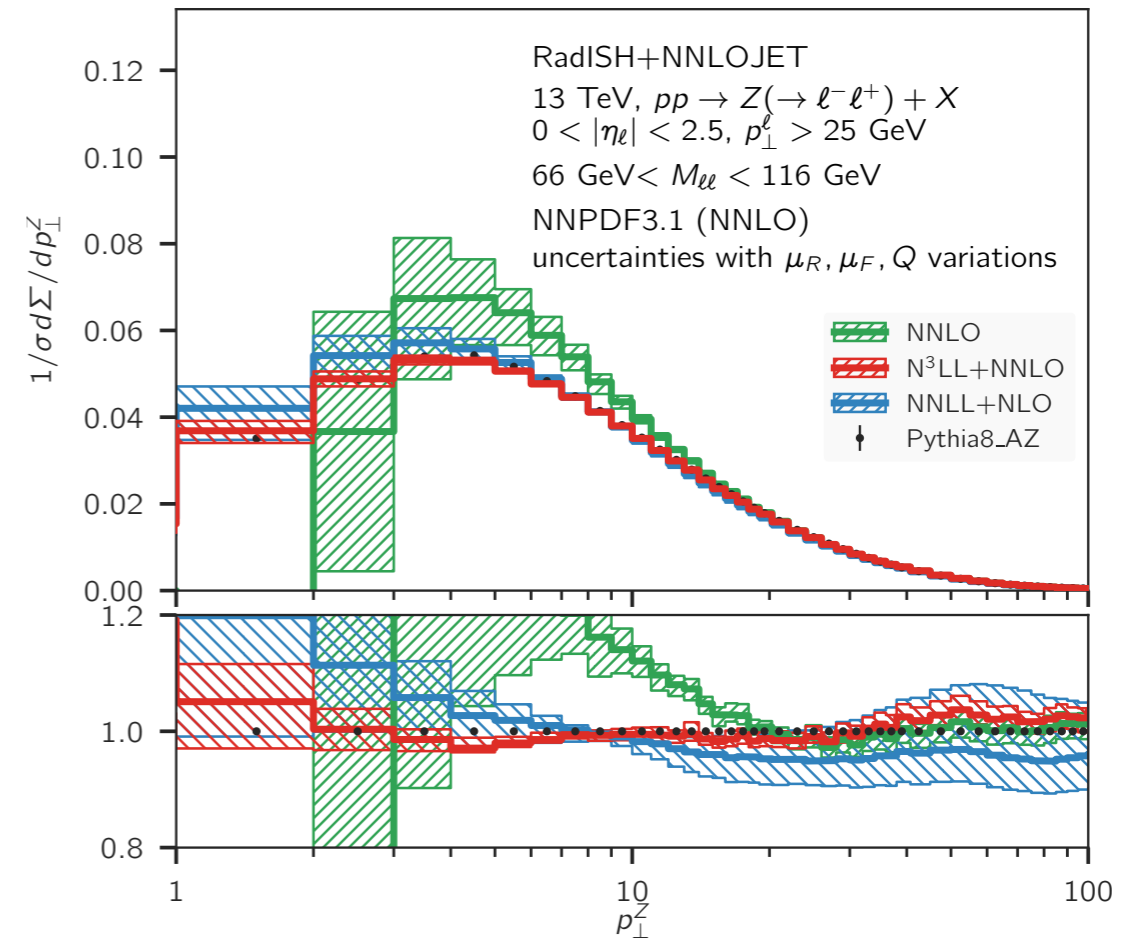 RadISH+NNLOJET
13 TeV, pp → Z(→ ℓ⁻ℓ⁺) + X
0 < |ηℓ| < 2.5, p⊥^ℓ > 25 GeV
66 GeV< Mℓℓ < 116 GeV
NNPDF3.1 (NNLO)
uncertainties with μR, μF, Q variations
NNLO
N³LL+NNLO
NNLL+NLO
Pythia8_AZ
1/σdΣ/dp⊥^Z
0.12
0.10
0.08
0.06
0.04
0.02
0.00
1.2
1.0
0.8
1 10 100
p⊥^Z